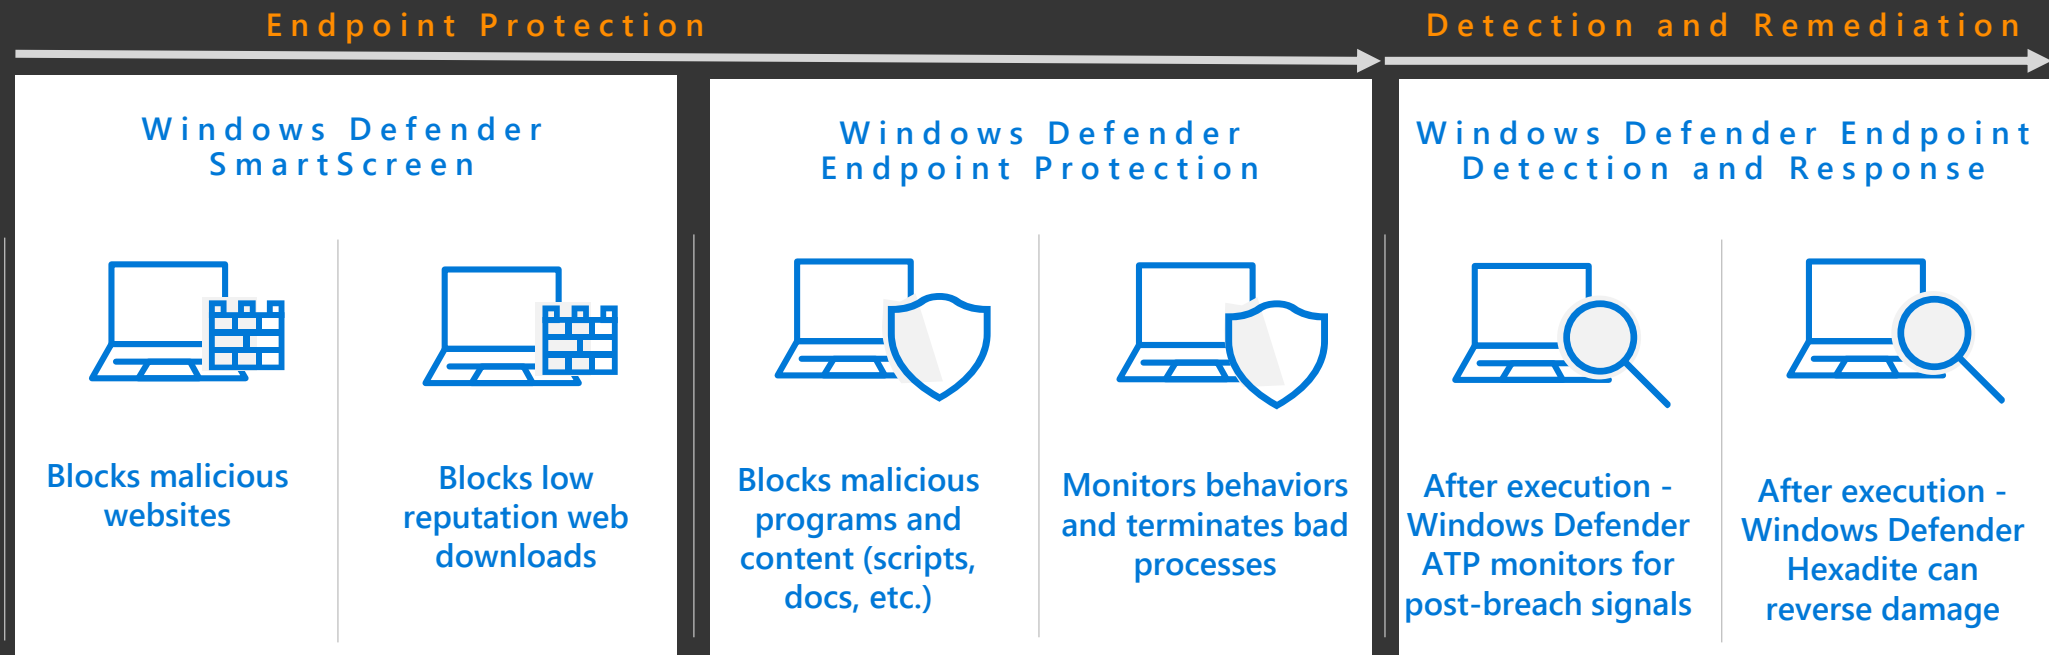 Endpoint Protection
Detection and Remediation
Windows Defender
SmartScreen
Blocks malicious
websites
Blocks low
reputation web
downloads
Windows Defender
Endpoint Protection
Blocks malicious
programs and
content (scripts,
docs, etc.)
Monitors behaviors
and terminates bad
processes
Windows Defender Endpoint
Detection and Response
After execution -
Windows Defender
ATP monitors for
post-breach signals
After execution -
Windows Defender
Hexadite can
reverse damage